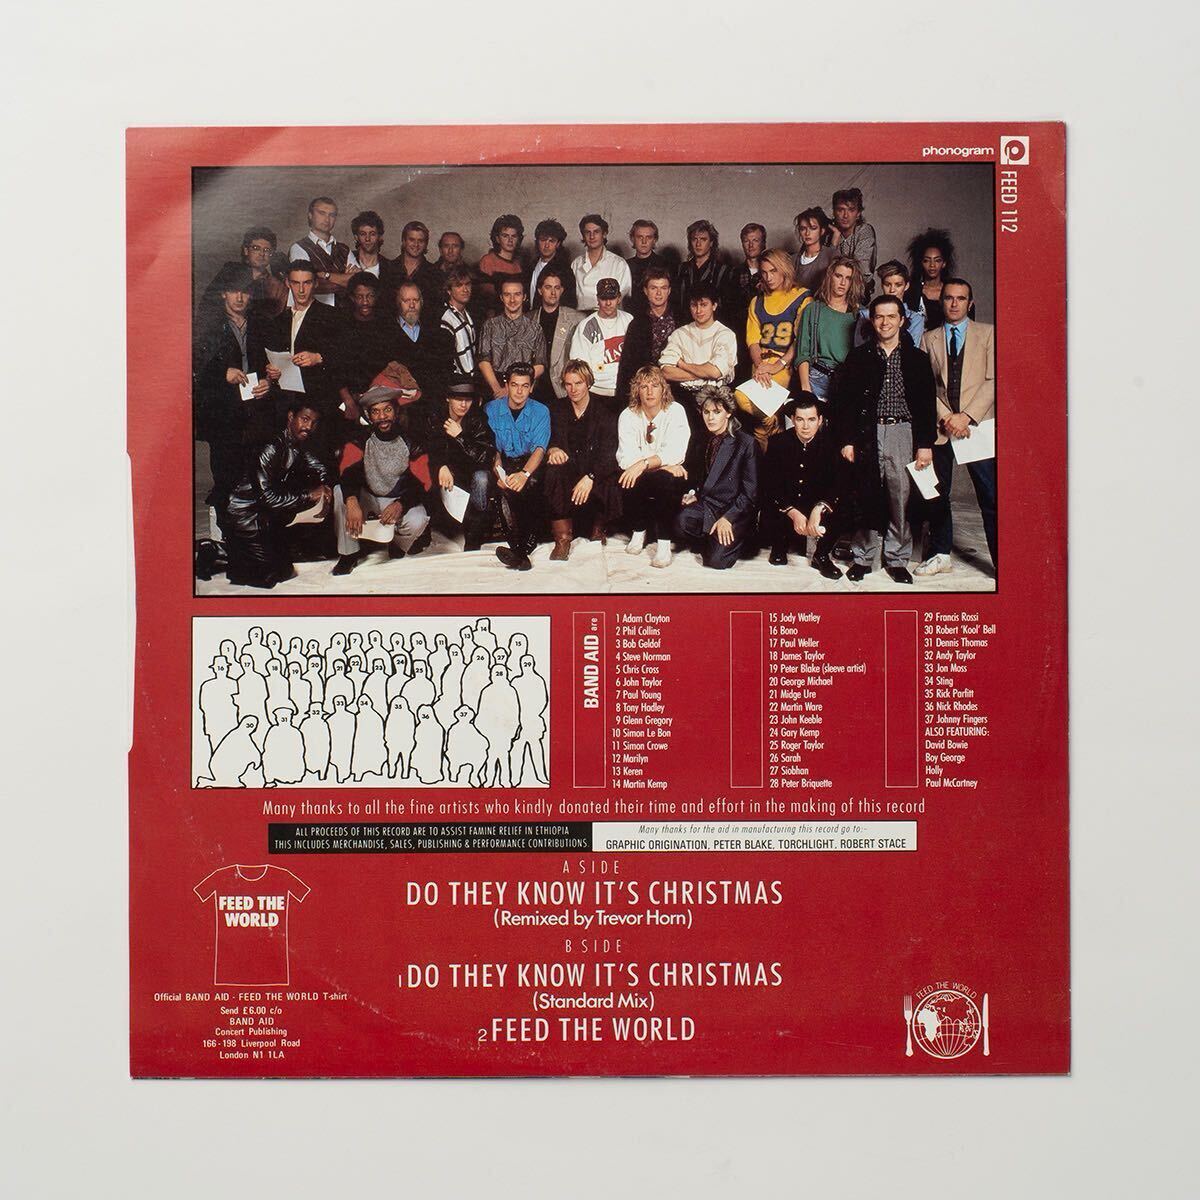 phonogram
FEED 112
39
BAND AID are
1 Adam Clayton
2 Phil Collins
3 Bob Geldof
4 Steve Norman
5 Chris Cross
6 John Taylor
7 Paul Young
8 Tony Hadley
9 Glenn Gregory
10 Simon Le Bon
11 Simon Crowe
12 Marilyn
13 Keren
14 Martin Kemp
15 Jody Watley
16 Bono
17 Paul Weller
18 James Taylor
19 Peter Blake (sleeve artist)
20 George Michael
21 Midge Ure
22 Martin Ware
23 John Keeble
24 Gary Kemp
25 Roger Taylor
26 Sarah
27 Siobhan
28 Peter Briquette
29 Francis Rossi
30 Robert 'Kool' Bell
31 Dennis Thomas
32 Andy Taylor
33 Jon Moss
34 Sting
35 Rick Parfitt
36 Nick Rhodes
37 Johnny Fingers
ALSO FEATURING:
David Bowie
Boy George
Holly
Paul McCartney
Many thanks to all the fine artists who kindly donated their time and effort in the making of this record
ALL PROCEEDS OF THIS RECORD ARE TO ASSIST FAMINE RELIEF IN ETHIOPIA
THIS INCLUDES MERCHANDISE, SALES, PUBLISHING & PERFORMANCE CONTRIBUTIONS.
Many thanks for the aid in manufacturing this record go to:-
GRAPHIC ORIGINATION, PETER BLAKE, TORCHLIGHT, ROBERT STACE
A SIDE
DO THEY KNOW IT'S CHRISTMAS
(Remixed by Trevor Horn)
B SIDE
1 DO THEY KNOW IT'S CHRISTMAS
(Standard Mix)
2 FEED THE WORLD
FEED THE
WORLD
Official BAND AID - FEED THE WORLD T-shirt
Send £6.00 c/o
BAND AID
Concert Publishing
166-198 Liverpool Road
London N1 1LA
FEED THE WORLD